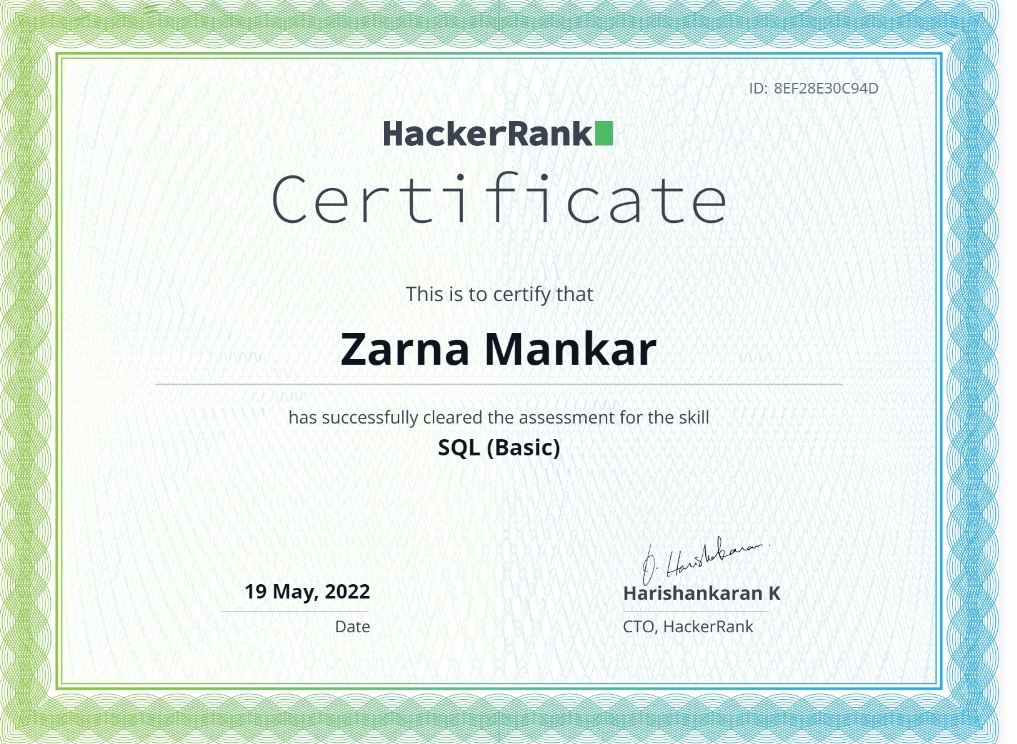 ID: 8EF28E30C94D
HackerRank
Certificate
This is to certify that
Zarna Mankar
has successfully cleared the assessment for the skill
SQL (Basic)
19 May, 2022
Date
Harishankaran K
CTO, HackerRank